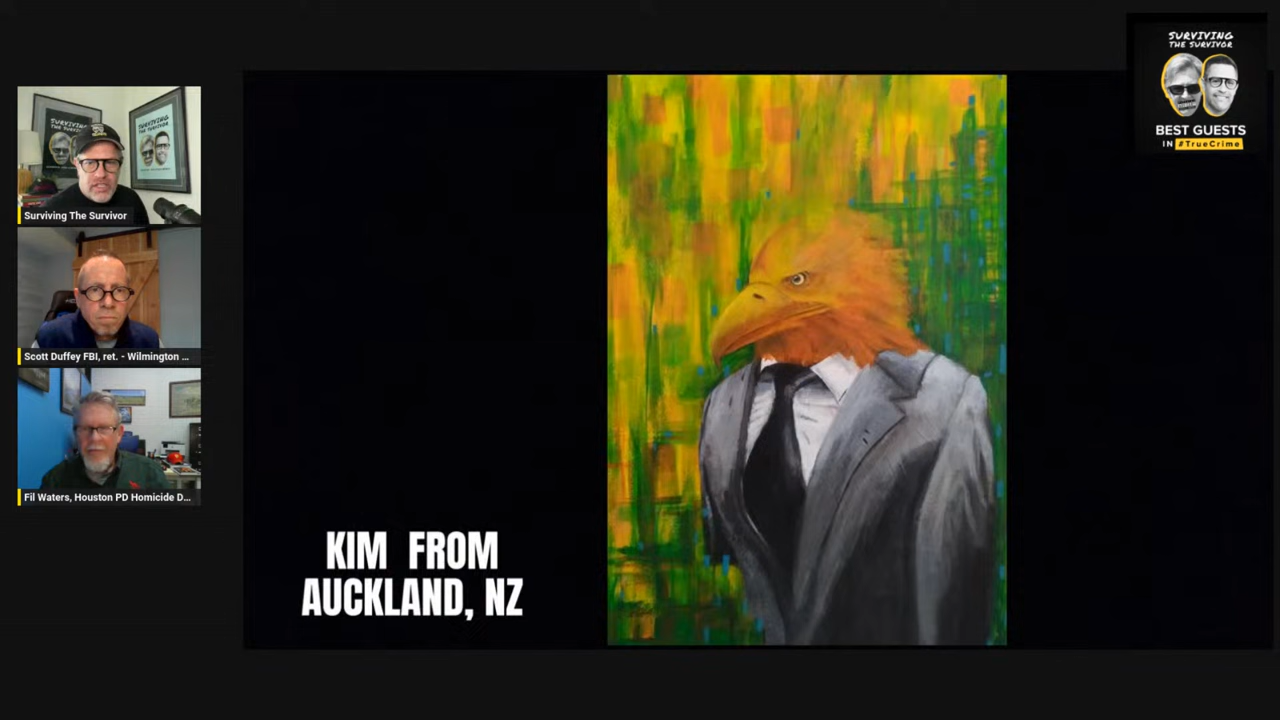 SURVIVING
THE SURVIVOR
BEST GUESTS
IN #TrueCrime
Surviving The Survivor
Scott Duffey FBI, ret. - Wilmington ...
Fil Waters, Houston PD Homicide D...
KIM FROM
AUCKLAND, NZ